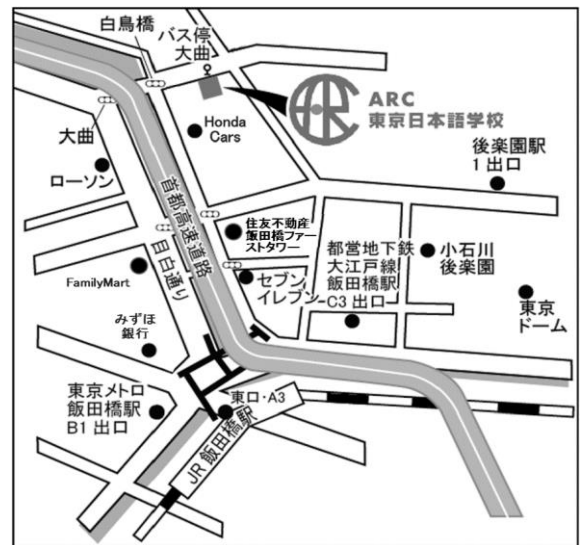 白鳥橋
バス停
大曲
ARC
東京日本語学校
大曲
Honda
Cars
後楽園駅
1出口
ローソン
首都高速道路
住友不動産
飯田橋ファー
ストタワー
都営地下鉄
大江戸線
飯田橋駅
C3 出口
小石川
後楽園
目白通り
FamilyMart
セブン
イレブン
東京
ドーム
みずほ
銀行
東京メトロ
飯田橋駅
B1 出口
東口・A3
JR 飯田橋駅